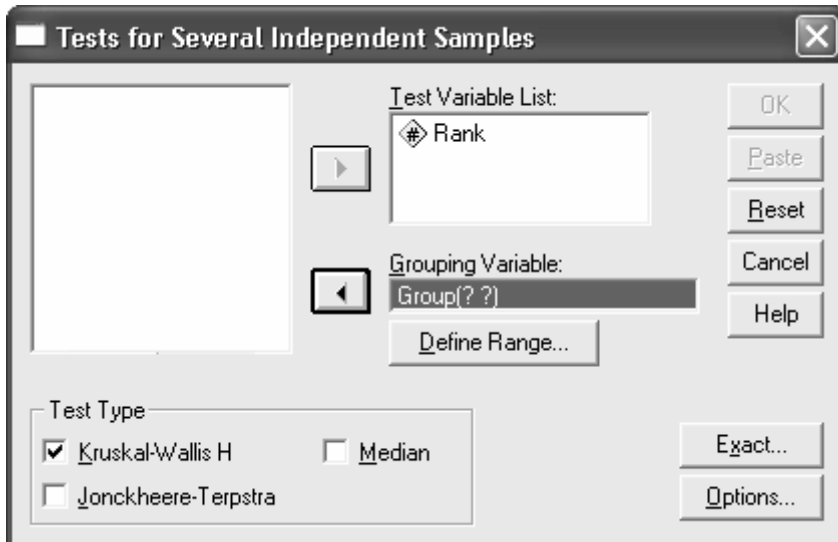 Tests for Several Independent Samples
Test Variable List:
# Rank
OK
Paste
Reset
Cancel
Help
Grouping Variable:
Group(? ?)
Define Range...
Test Type
Kruskal-Wallis H
Median
Jonckheere-Terpstra
Exact...
Options...